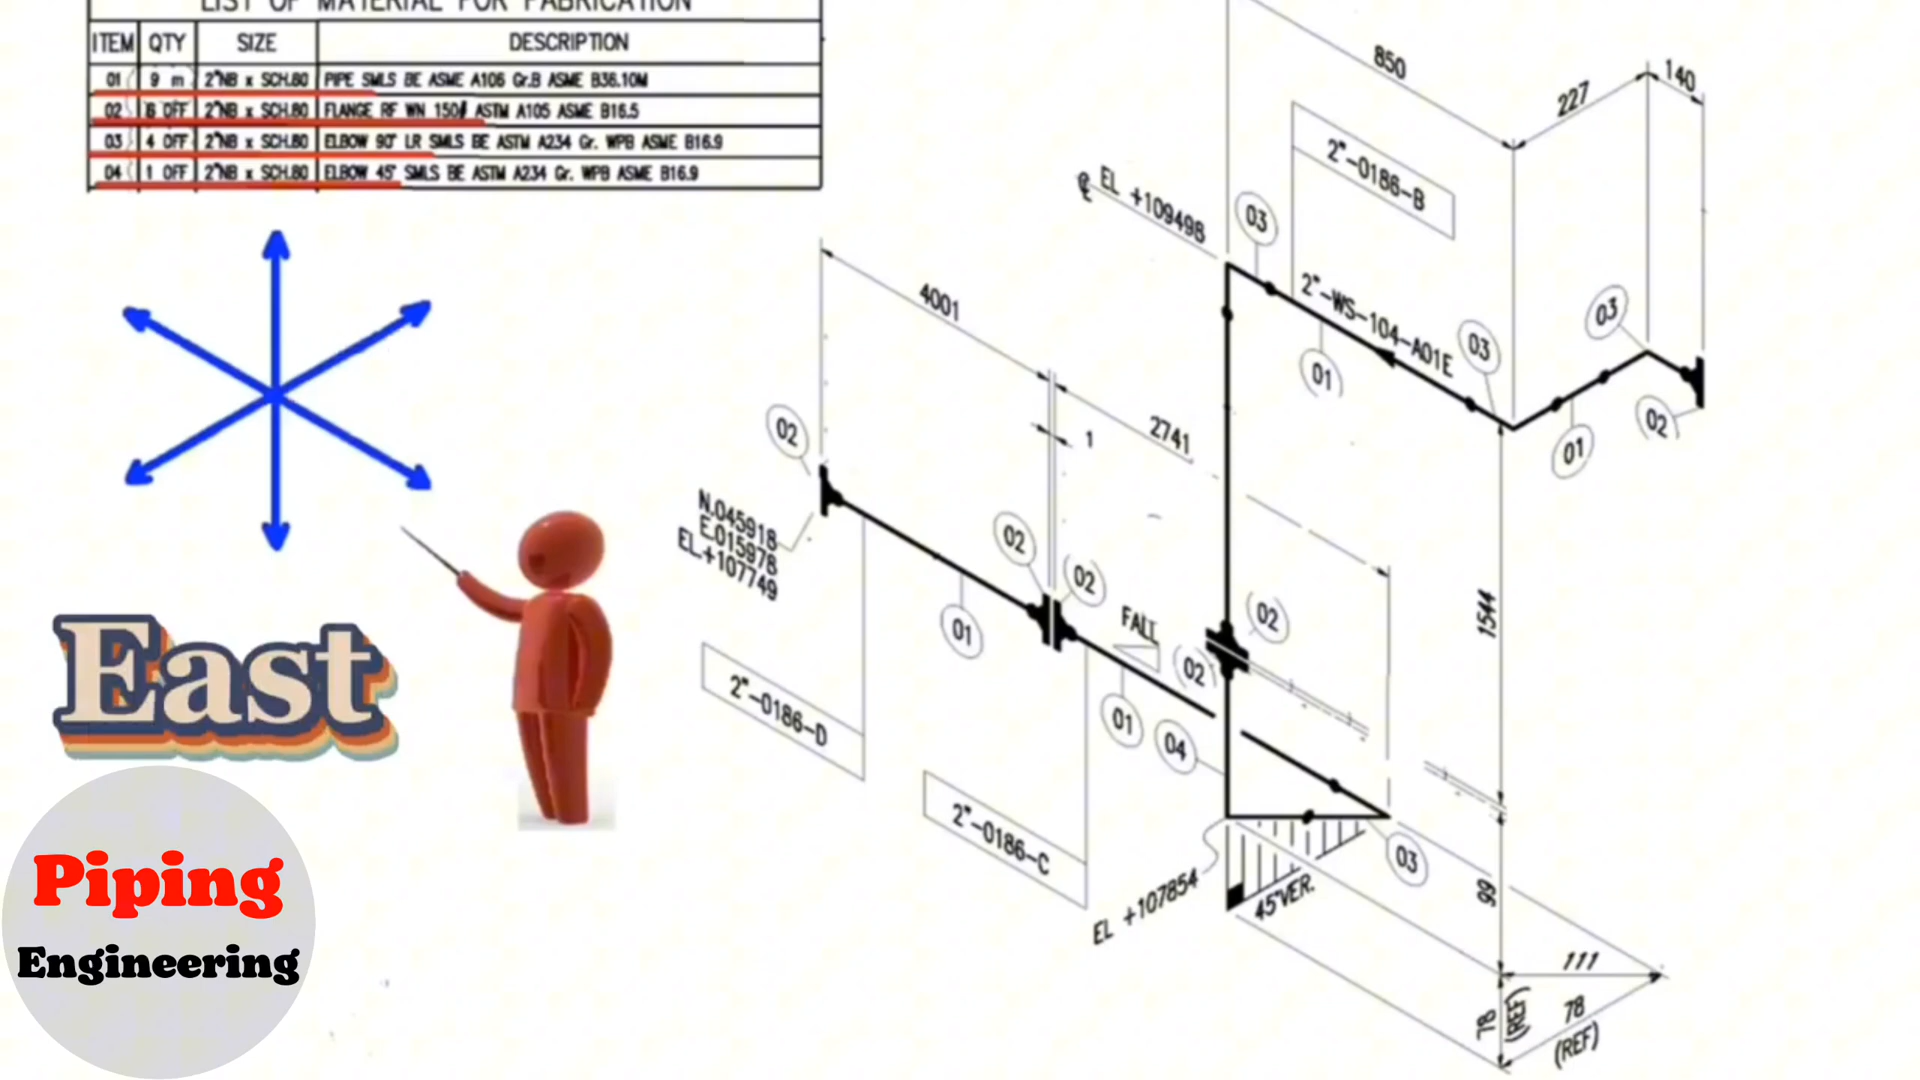 LIST OF MATERIAL FOR FABRICATION
ITEM QTY SIZE DESCRIPTION
01 9 m 2"NB x SCH.80 PIPE SMLS BE ASME A106 Gr.B ASME B36.10M
02 6 OFF 2"NB x SCH.80 FLANGE RF WN 150# ASTM A105 ASME B16.5
03 4 OFF 2"NB x SCH.80 ELBOW 90° LR SMLS BE ASTM A234 Gr. WPB ASME B16.9
04 1 OFF 2"NB x SCH.80 ELBOW 45° SMLS BE ASTM A234 Gr. WPB ASME B16.9
850
227
140
2"-0186-B
℄ EL +109498
03
4001
2"-WS-104-A01E
03
03
01
02
02
2741
1
01
N.045918
E.015978
EL.+107749
02
02
01
FALL
02
02
1544
2"-0186-D
01
04
2"-0186-C
03
EL +107854
45°VER.
99
111
78
(REF)
78
(REF)
East
Piping
Engineering